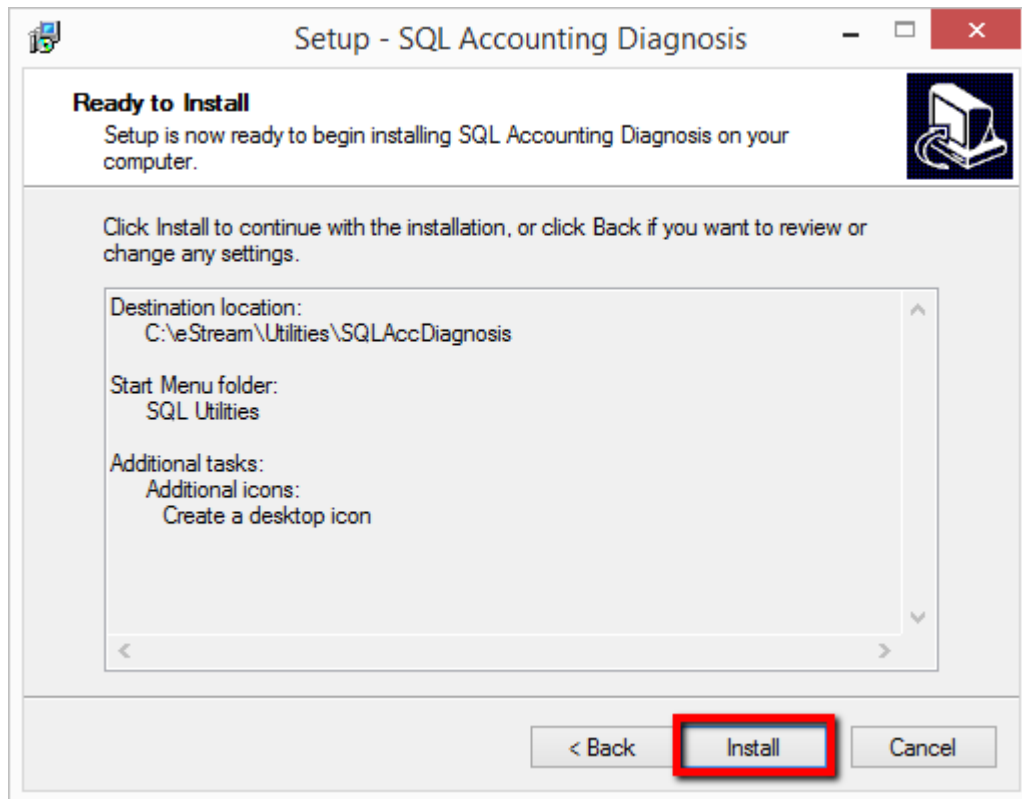 Setup - SQL Accounting Diagnosis
Ready to Install
Setup is now ready to begin installing SQL Accounting Diagnosis on your
computer.
Click Install to continue with the installation, or click Back if you want to review or
change any settings.
Destination location:
C:\eStream\Utilities\SQLAccDiagnosis
Start Menu folder:
SQL Utilities
Additional tasks:
Additional icons:
Create a desktop icon
< Back Install Cancel